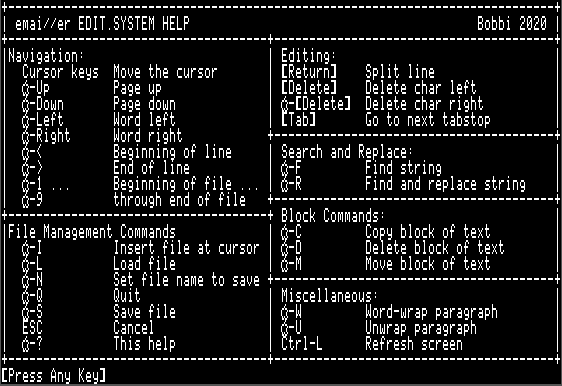 emai//er EDIT.SYSTEM HELP Bobbi 2020
Navigation:
Cursor keys Move the cursor
-Up Page up
-Down Page down
-Left Word left
-Right Word right
-< Beginning of line
-> End of line
-1 ... Beginning of file ...
-9 through end of file
File Management Commands
-I Insert file at cursor
-L Load file
-N Set file name to save
-Q Quit
-S Save file
ESC Cancel
-? This help
Editing:
[Return] Split line
[Delete] Delete char left
-[Delete] Delete char right
[Tab] Go to next tabstop
Search and Replace:
-F Find string
-R Find and replace string
Block Commands:
-C Copy block of text
-D Delete block of text
-M Move block of text
Miscellaneous:
-W Word-wrap paragraph
-U Unwrap paragraph
Ctrl-L Refresh screen
[Press Any Key]